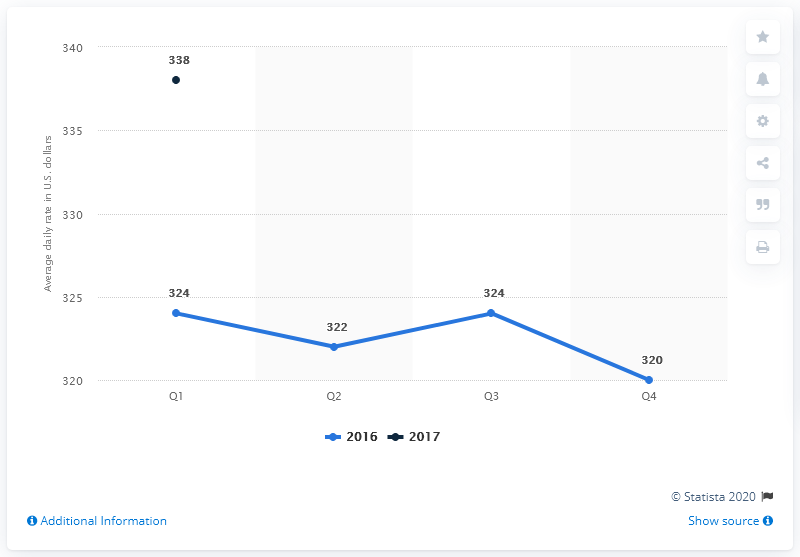 340
338
335
330
325
324
322
324
320
320
Average daily rate in U.S. dollars
Q1 Q2 Q3 Q4
2016 2017
© Statista 2020
Additional Information Show source